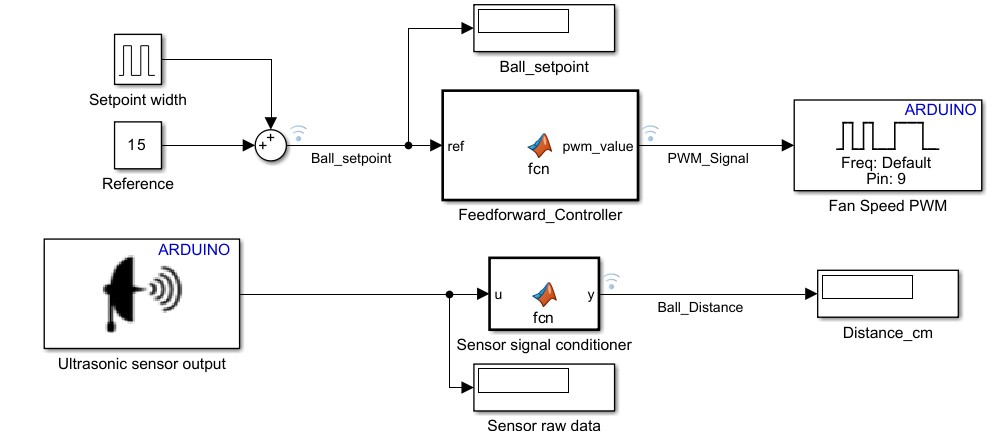 Ball_setpoint
Setpoint width
15
Reference
+
+
Ball_setpoint
ref
fcn
pwm_value
Feedforward_Controller
PWM_Signal
ARDUINO
Freq: Default
Pin: 9
Fan Speed PWM
ARDUINO
Ultrasonic sensor output
u
fcn
y
Sensor signal conditioner
Ball_Distance
Distance_cm
Sensor raw data